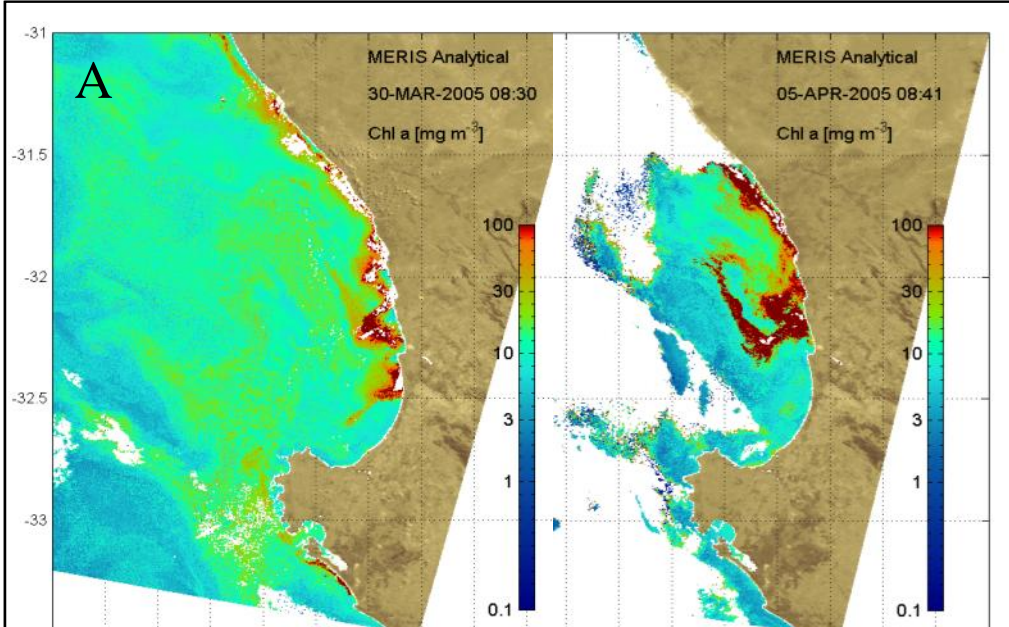 A
MERIS Analytical
30-MAR-2005 08:30
Chl a [mg m⁻³]
-31
-31.5
-32
-32.5
-33
100
30
10
3
1
0.1
MERIS Analytical
05-APR-2005 08:41
Chl a [mg m⁻³]
100
30
10
3
1
0.1